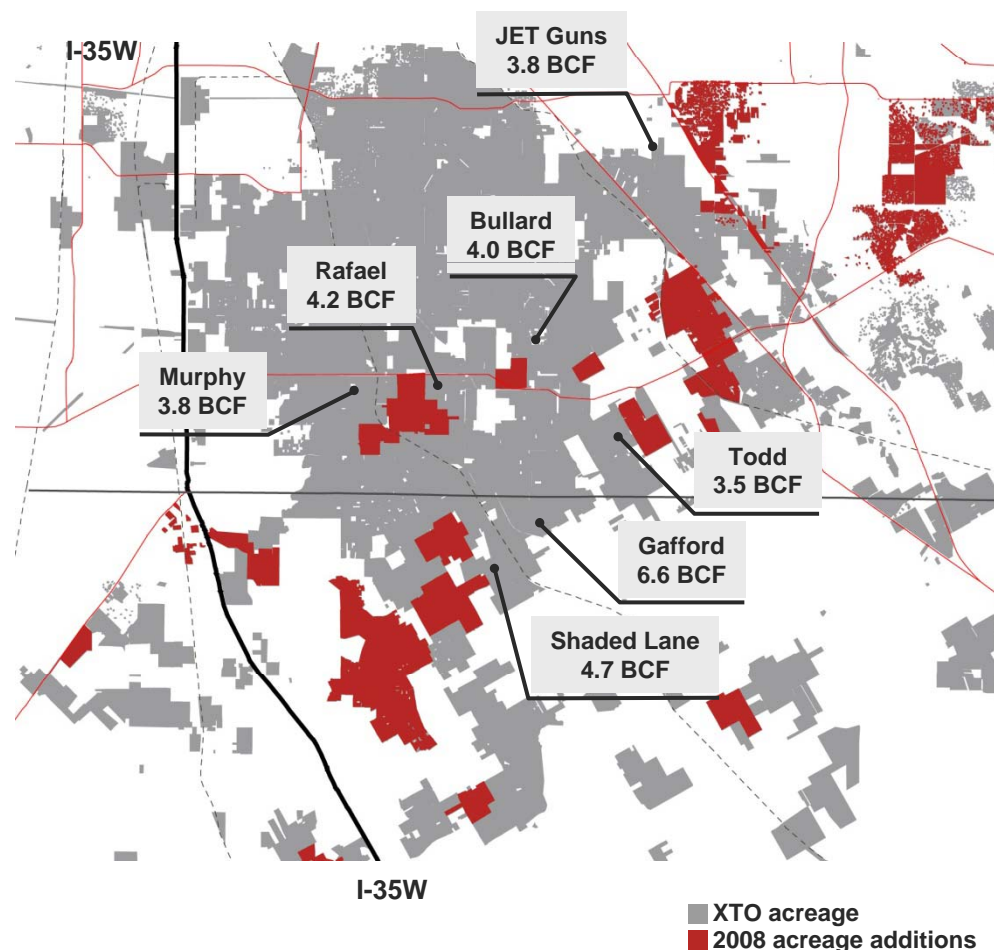 I-35W
JET Guns
3.8 BCF
Bullard
4.0 BCF
Rafael
4.2 BCF
Murphy
3.8 BCF
Todd
3.5 BCF
Gafford
6.6 BCF
Shaded Lane
4.7 BCF
I-35W
XTO acreage
2008 acreage additions